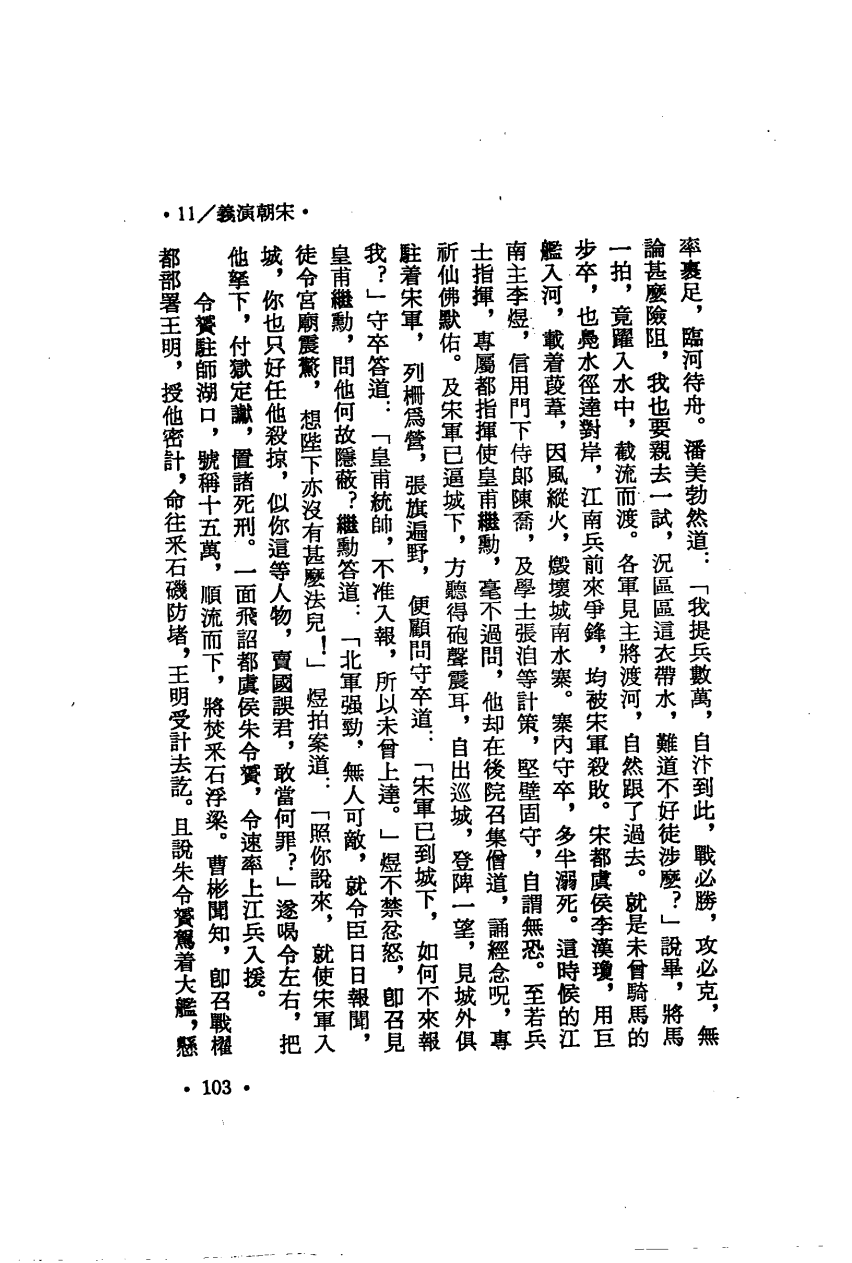 •11／義演朝宋•
率裹足，臨河待舟。潘美勃然道：「我提兵數萬，自汴到此，戰必勝，攻必克，無
論甚麼險阻，我也要親去一試，況區區這衣帶水，難道不好徒涉麼？」說畢，將馬
一拍，竟躍入水中，截流而渡。各軍見主將渡河，自然跟了過去。就是未曾騎馬的
步卒，也鳧水徑達對岸，江南兵前來爭鋒，均被宋軍殺敗。宋都虞侯李漢瓊，用巨
艦入河，載着葭葦，因風縱火，燬壞城南水寨。寨內守卒，多半溺死。這時候的江
南主李煜，信用門下侍郎陳喬，及學士張洎等計策，堅壁固守，自謂無恐。至若兵
士指揮，專屬都指揮使皇甫繼勳，毫不過問，他却在後院召集僧道，誦經念呪，專
祈仙佛默佑。及宋軍已逼城下，方聽得砲聲震耳，自出巡城，登陴一望，見城外俱
駐着宋軍，列柵爲營，張旗遍野，便顧問守卒道：「宋軍已到城下，如何不來報
我？」守卒答道：「皇甫統帥，不准入報，所以未曾上達。」煜不禁忿怒，卽召見
皇甫繼勳，問他何故隱蔽？繼勳答道：「北軍强勁，無人可敵，就令臣日日報聞，
徒令宮廟震驚，想陛下亦沒有甚麼法兒！」煜拍案道：「照你說來，就使宋軍入
城，你也只好任他殺掠，似你這等人物，賣國誤君，敢當何罪？」遂喝令左右，把
他拏下，付獄定讞，置諸死刑。一面飛詔都虞侯朱令贇，令速率上江兵入援。
令贇駐師湖口，號稱十五萬，順流而下，將焚釆石浮梁。曹彬聞知，卽召戰櫂
都部署王明，授他密計，命往釆石磯防堵，王明受計去訖。且說朱令贇駕着大艦，懸
•103•